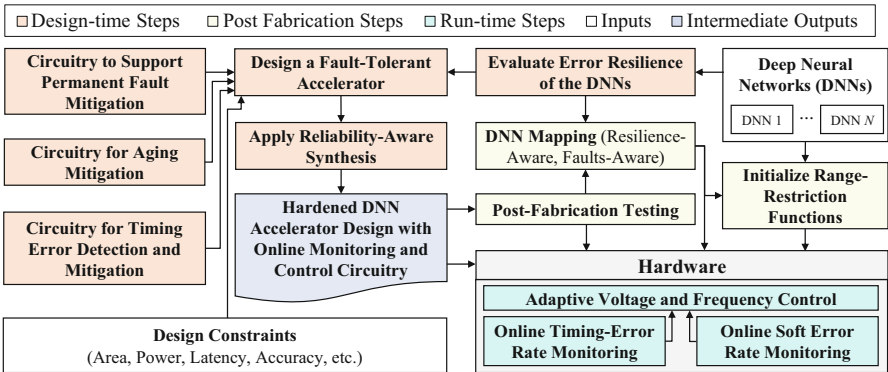 Design-time Steps Post Fabrication Steps Run-time Steps Inputs Intermediate Outputs
Circuitry to Support
Permanent Fault
Mitigation
Design a Fault-Tolerant
Accelerator
Evaluate Error Resilience
of the DNNs
Deep Neural
Networks (DNNs)
DNN 1 ... DNN N
Circuitry for Aging
Mitigation
Apply Reliability-Aware
Synthesis
DNN Mapping (Resilience-
Aware, Faults-Aware)
Initialize Range-
Restriction
Functions
Circuitry for Timing
Error Detection and
Mitigation
Hardened DNN
Accelerator Design with
Online Monitoring and
Control Circuitry
Post-Fabrication Testing
Hardware
Adaptive Voltage and Frequency Control
Online Timing-Error
Rate Monitoring
Online Soft Error
Rate Monitoring
Design Constraints
(Area, Power, Latency, Accuracy, etc.)